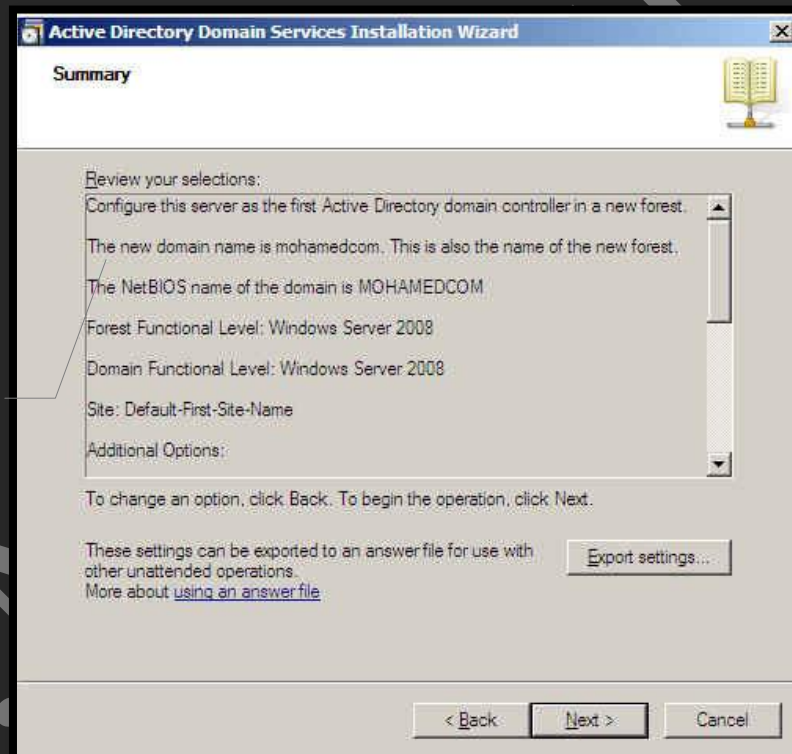 Active Directory Domain Services Installation Wizard
Summary
Review your selections:
Configure this server as the first Active Directory domain controller in a new forest.
The new domain name is mohamedcom. This is also the name of the new forest.
The NetBIOS name of the domain is MOHAMEDCOM
Forest Functional Level: Windows Server 2008
Domain Functional Level: Windows Server 2008
Site: Default-First-Site-Name
Additional Options:
To change an option, click Back. To begin the operation, click Next.
These settings can be exported to an answer file for use with
other unattended operations.
Export settings...
More about using an answer file
< Back
Next >
Cancel